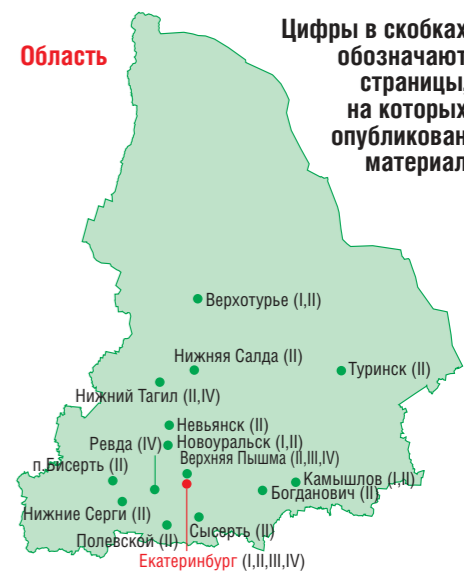 Цифры в скобках
обозначают
страницы,
на которых
опубликован
материал
Область
Верхотурье (I,II)
Нижняя Салда (II)
Туринск (II)
Нижний Тагил (II,IV)
Невьянск (II)
Ревда (IV)
Новоуральск (I,II)
Верхняя Пышма (II,III,IV)
п.Бисерть (II)
Камышлов (I,II)
Богданович (II)
Нижние Серги (II)
Сысерть (II)
Полевской (II)
Екатеринбург (I,II,III,IV)